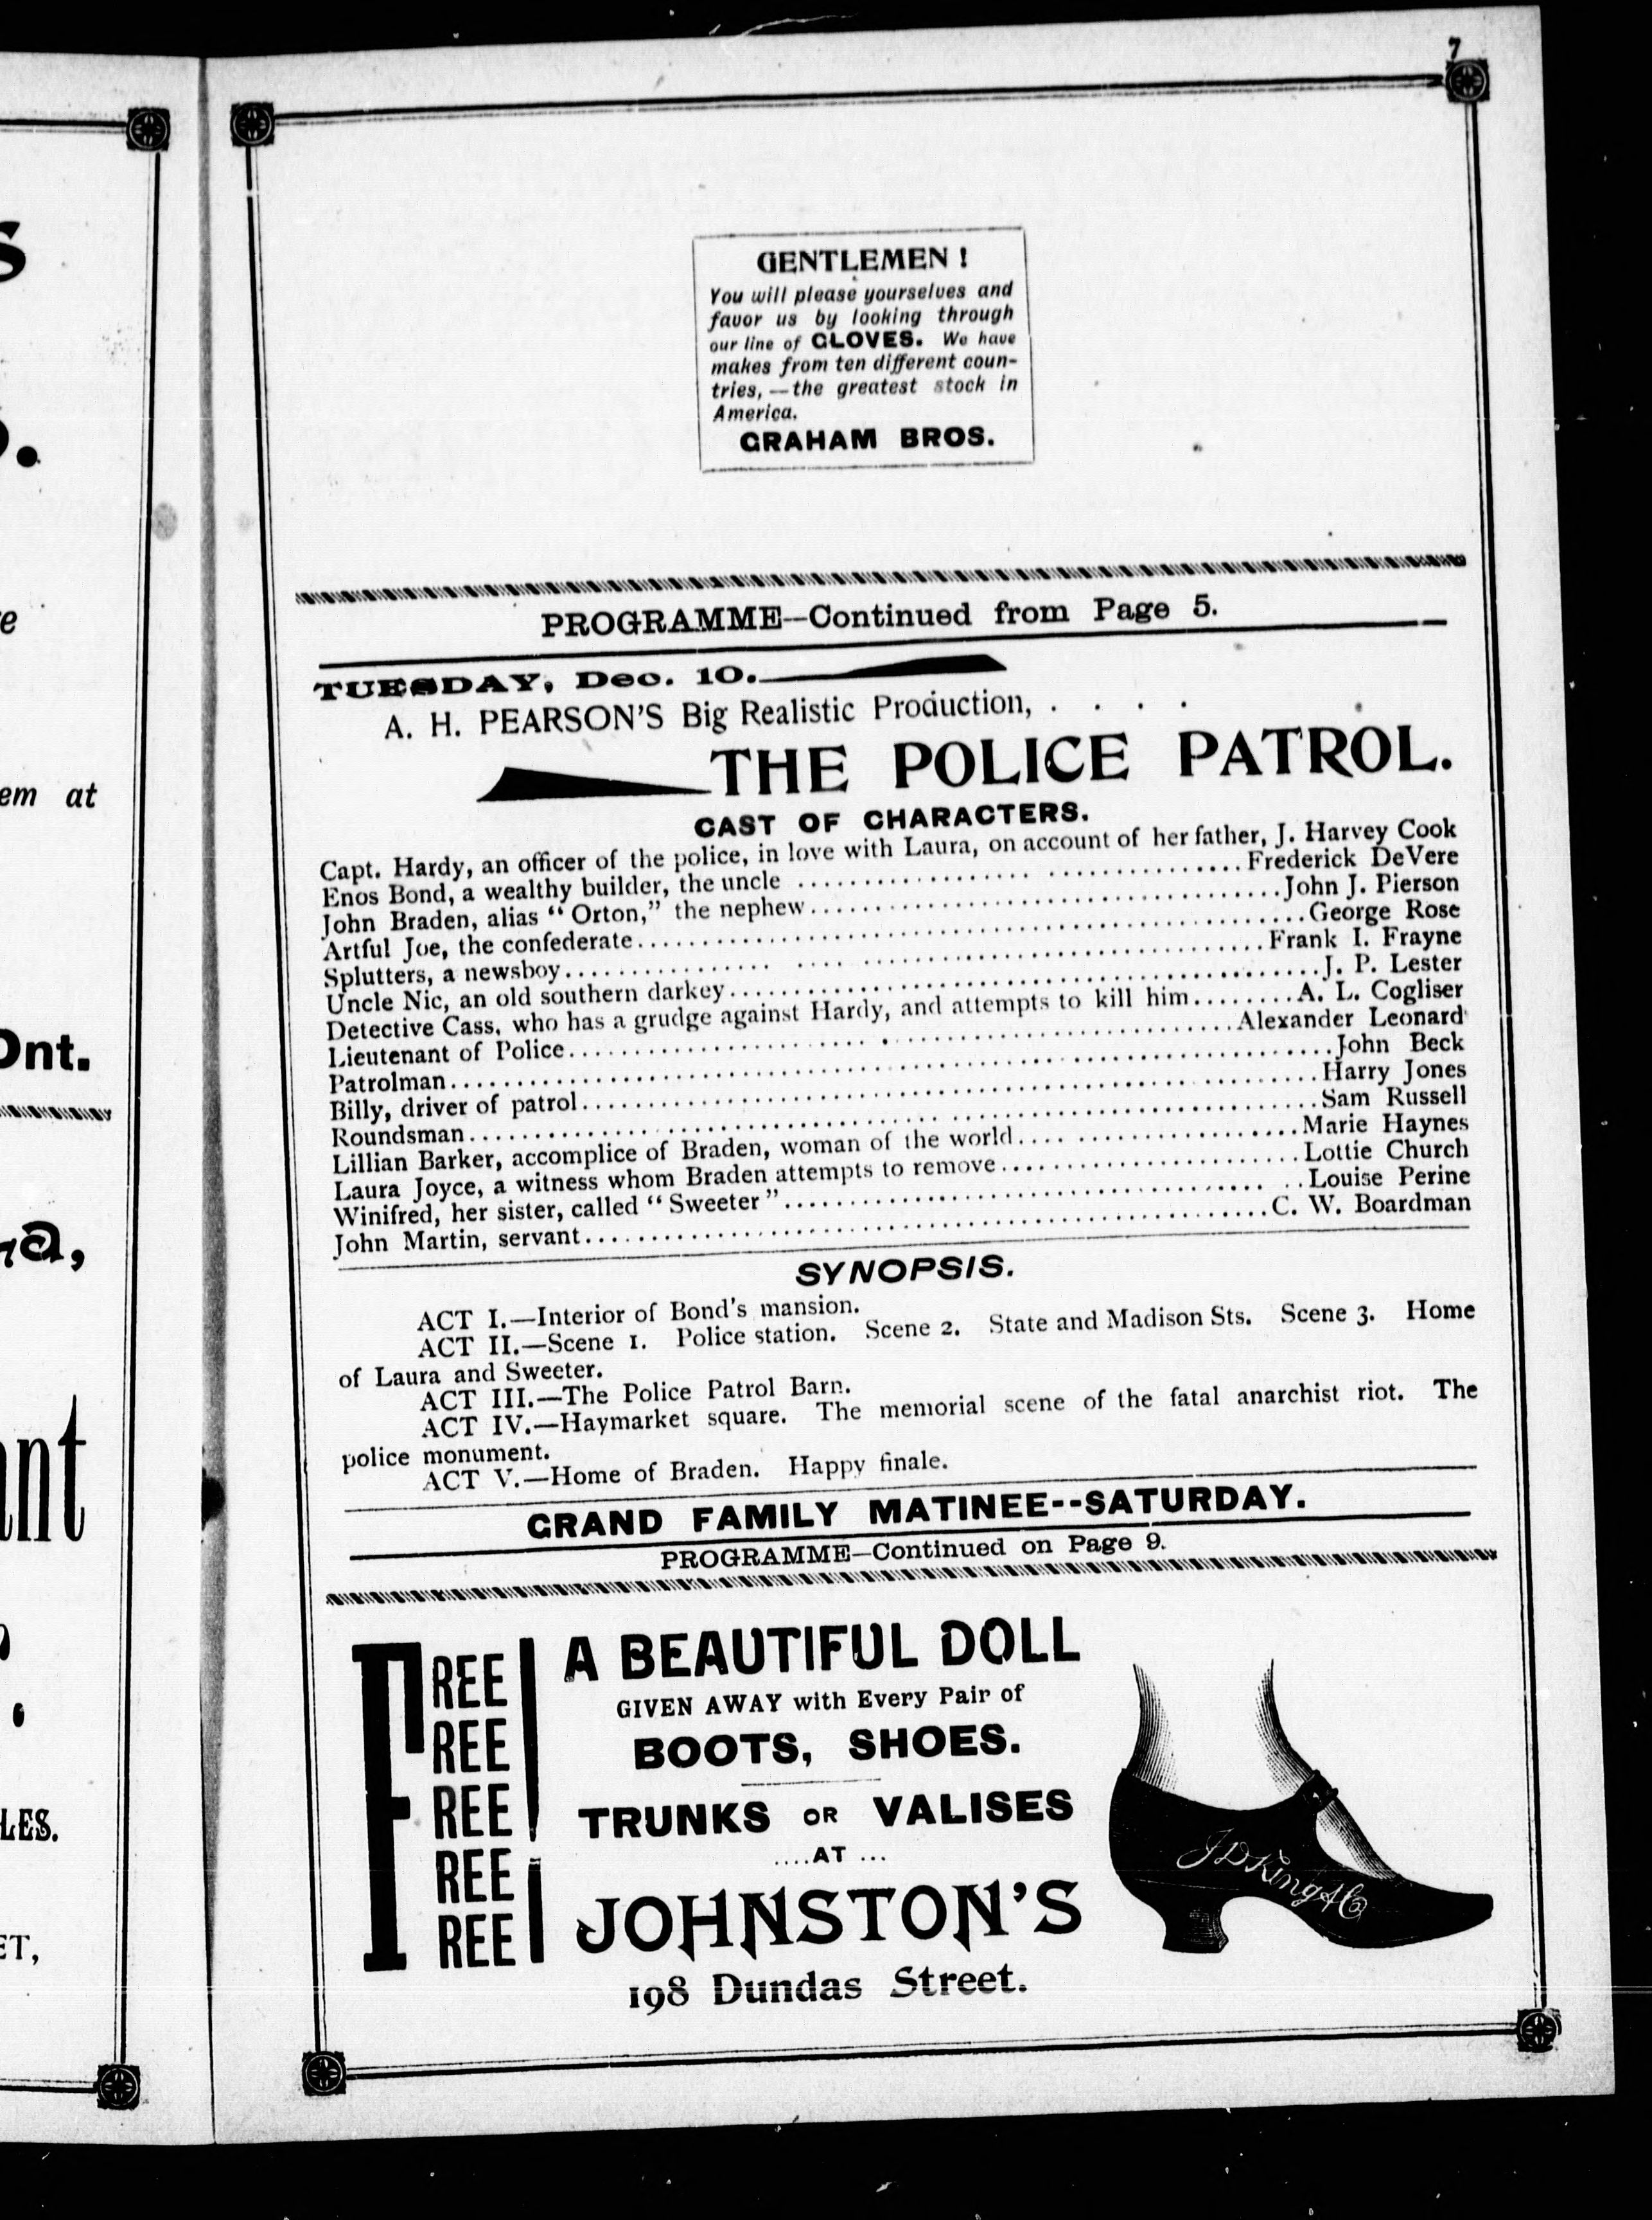 7
GENTLEMEN !
You will please yourselves and
favor us by looking through
our line of GLOVES. We have
makes from ten different coun-
tries,—the greatest stock in
America.
GRAHAM BROS.
PROGRAMME—Continued from Page 5.
TUESDAY, Dec. 10.
A. H. PEARSON'S Big Realistic Production, . . . .
THE POLICE PATROL.
CAST OF CHARACTERS.
Capt. Hardy, an officer of the police, in love with Laura, on account of her father, J. Harvey Cook
Enos Bond, a wealthy builder, the uncle ........ Frederick DeVere
John Braden, alias "Orton," the nephew ........ John J. Pierson
Artful Joe, the confederate ........ George Rose
Splutters, a newsboy ........ Frank I. Frayne
Uncle Nic, an old southern darkey ........ J. P. Lester
Detective Cass, who has a grudge against Hardy, and attempts to kill him ........ A. L. Cogliser
Lieutenant of Police ........ Alexander Leonard
Patrolman ........ John Beck
Billy, driver of patrol ........ Harry Jones
Roundsman ........ Sam Russell
Lillian Barker, accomplice of Braden, woman of the world ........ Marie Haynes
Laura Joyce, a witness whom Braden attempts to remove ........ Lottie Church
Winifred, her sister, called "Sweeter" ........ Louise Perine
John Martin, servant ........ C. W. Boardman
SYNOPSIS.
ACT I.—Interior of Bond's mansion.
ACT II.—Scene 1. Police station. Scene 2. State and Madison Sts. Scene 3. Home
of Laura and Sweeter.
ACT III.—The Police Patrol Barn.
ACT IV.—Haymarket square. The memorial scene of the fatal anarchist riot. The
police monument.
ACT V.—Home of Braden. Happy finale.
GRAND FAMILY MATINEE--SATURDAY.
PROGRAMME—Continued on Page 9.
FREE
REE
REE
REE
REE !
A BEAUTIFUL DOLL
GIVEN AWAY with Every Pair of
BOOTS, SHOES.
TRUNKS OR VALISES
....AT ...
JOHNSTON'S
198 Dundas Street.
J D King & Co
em at
Ont.
LES.
ET,